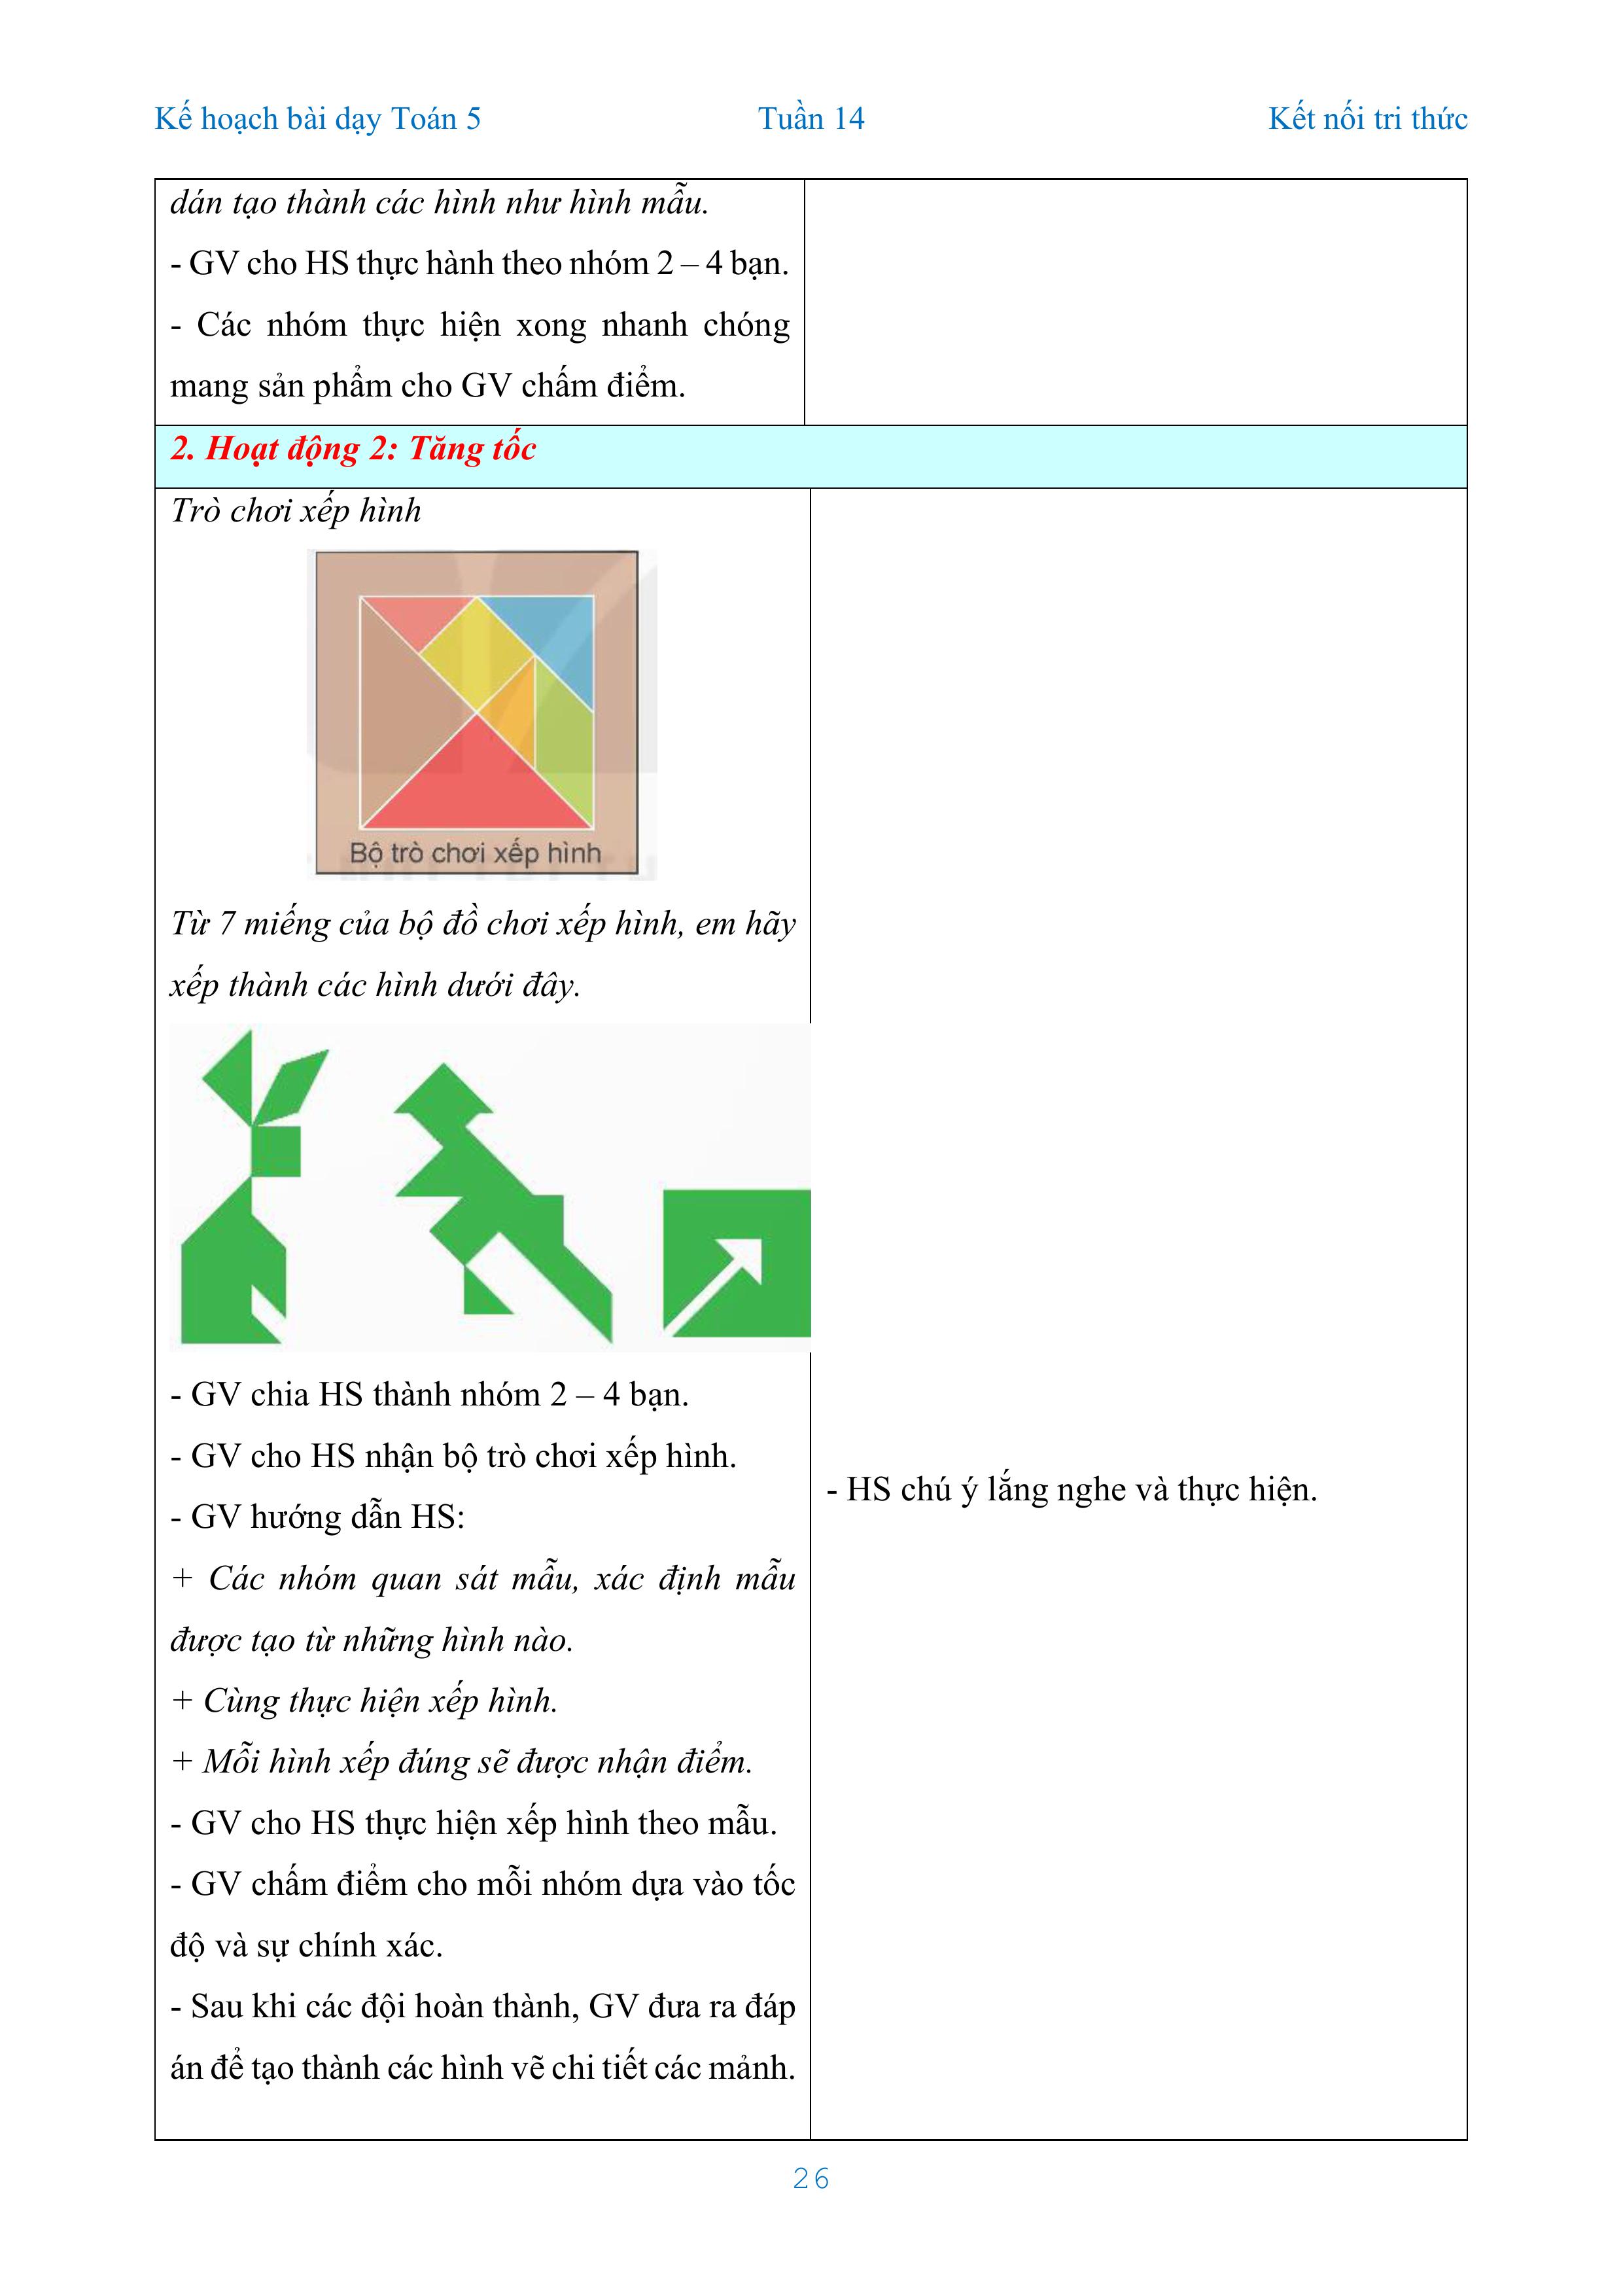 Kế hoạch bài dạy Toán 5 Tuần 14 Kết nối tri thức
dán tạo thành các hình như hình mẫu.
- GV cho HS thực hành theo nhóm 2 – 4 bạn.
- Các nhóm thực hiện xong nhanh chóng
mang sản phẩm cho GV chấm điểm.
2. Hoạt động 2: Tăng tốc
Trò chơi xếp hình
Bộ trò chơi xếp hình
Từ 7 miếng của bộ đồ chơi xếp hình, em hãy
xếp thành các hình dưới đây.
- GV chia HS thành nhóm 2 – 4 bạn.
- GV cho HS nhận bộ trò chơi xếp hình.
- GV hướng dẫn HS:
+ Các nhóm quan sát mẫu, xác định mẫu
được tạo từ những hình nào.
+ Cùng thực hiện xếp hình.
+ Mỗi hình xếp đúng sẽ được nhận điểm.
- GV cho HS thực hiện xếp hình theo mẫu.
- GV chấm điểm cho mỗi nhóm dựa vào tốc
độ và sự chính xác.
- Sau khi các đội hoàn thành, GV đưa ra đáp
án để tạo thành các hình vẽ chi tiết các mảnh.
- HS chú ý lắng nghe và thực hiện.
26